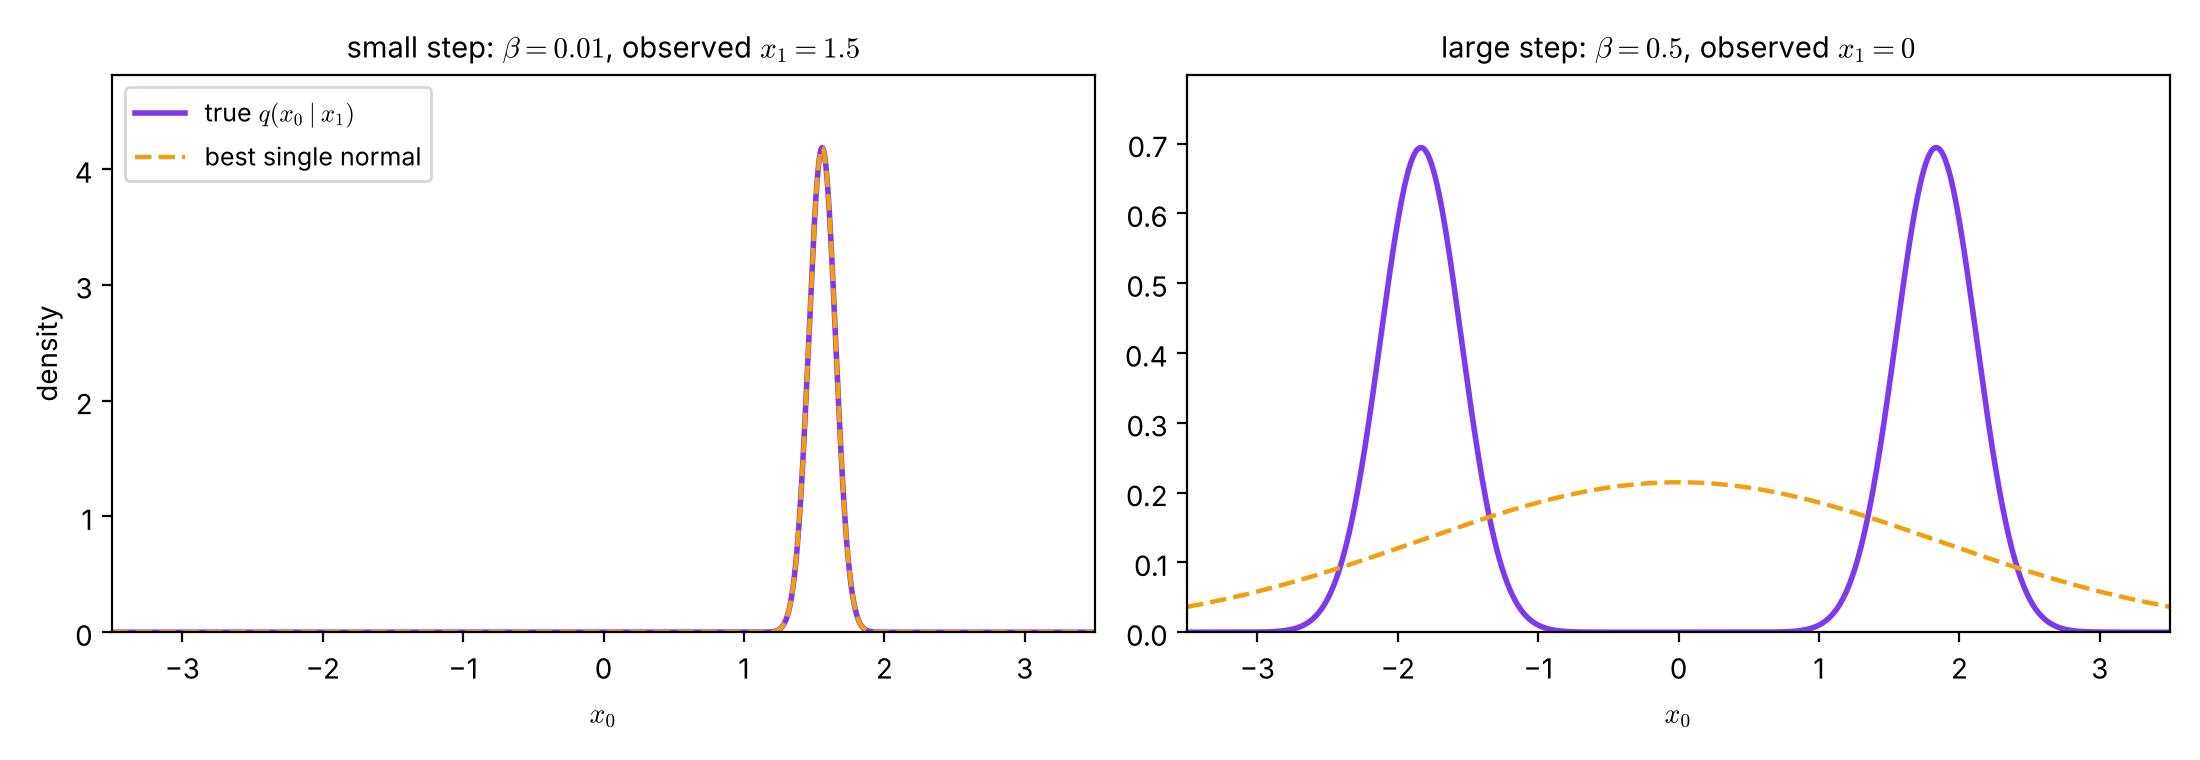 small step: β = 0.01, observed x₁ = 1.5
true q(x₀ | x₁)
best single normal
density
4
3
2
1
0
−3 −2 −1 0 1 2 3
x₀
large step: β = 0.5, observed x₁ = 0
0.7
0.6
0.5
0.4
0.3
0.2
0.1
0.0
−3 −2 −1 0 1 2 3
x₀